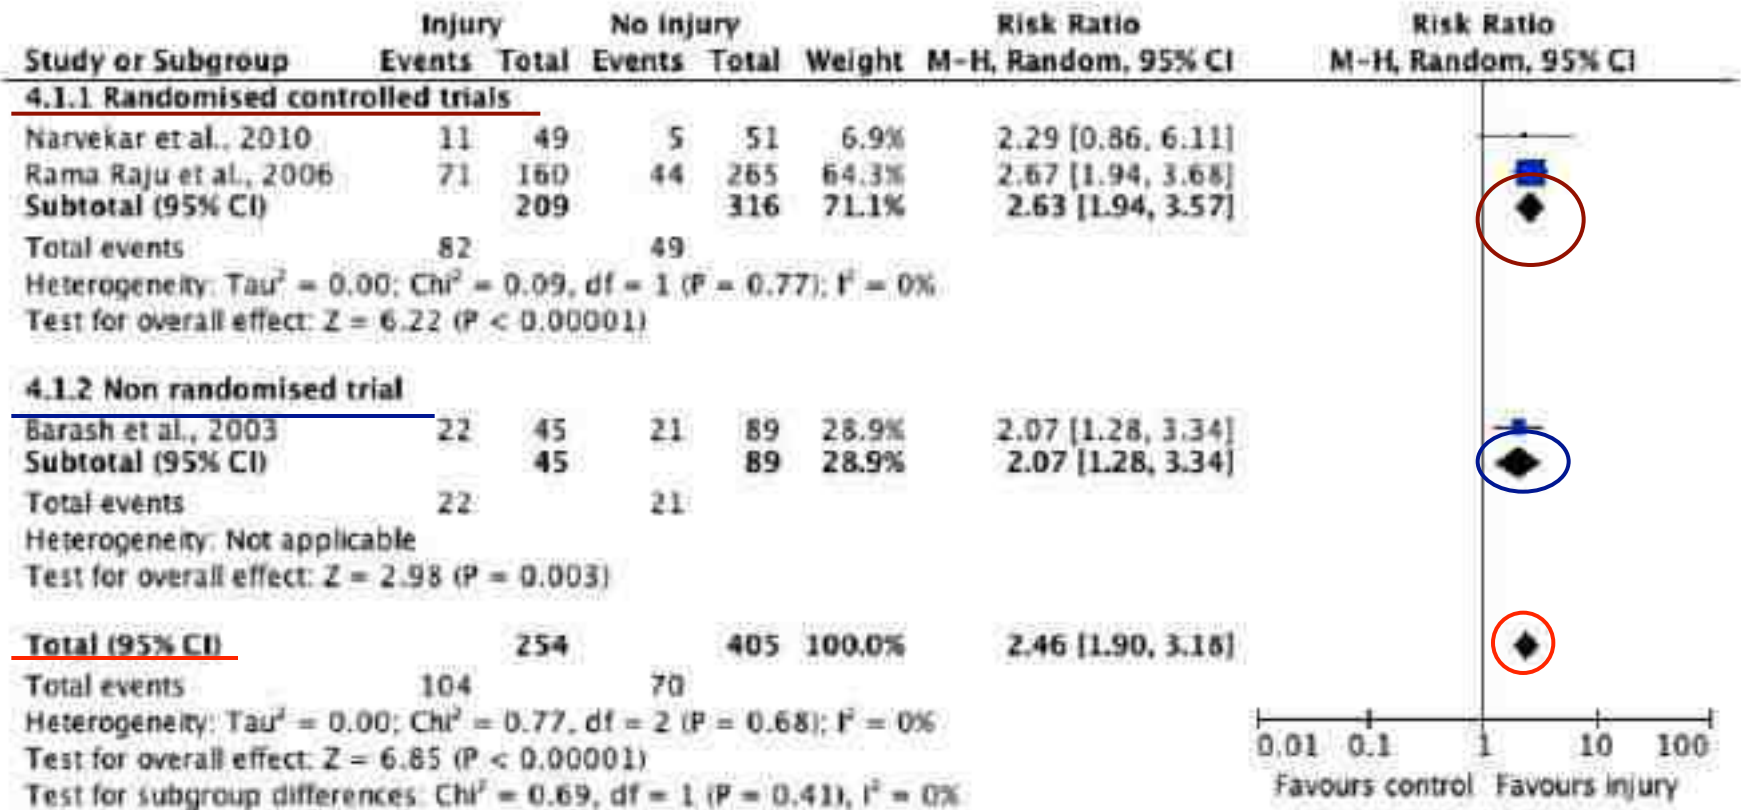 Injury No injury Risk Ratio Risk Ratio
Study or Subgroup Events Total Events Total Weight M-H, Random, 95% CI M-H, Random, 95% CI
4.1.1 Randomised controlled trials
Narvekar et al., 2010 11 49 5 51 6.9% 2.29 [0.86, 6.11]
Rama Raju et al., 2006 71 160 44 265 64.3% 2.67 [1.94, 3.68]
Subtotal (95% CI) 209 316 71.1% 2.63 [1.94, 3.57]
Total events 82 49
Heterogeneity: Tau² = 0.00; Chi² = 0.09, df = 1 (P = 0.77); I² = 0%
Test for overall effect: Z = 6.22 (P < 0.00001)
4.1.2 Non randomised trial
Barash et al., 2003 22 45 21 89 28.9% 2.07 [1.28, 3.34]
Subtotal (95% CI) 45 89 28.9% 2.07 [1.28, 3.34]
Total events 22 21
Heterogeneity: Not applicable
Test for overall effect: Z = 2.98 (P = 0.003)
Total (95% CI) 254 405 100.0% 2.46 [1.90, 3.18]
Total events 104 70
Heterogeneity: Tau² = 0.00; Chi² = 0.77, df = 2 (P = 0.68); I² = 0%
Test for overall effect: Z = 6.85 (P < 0.00001)
Test for subgroup differences: Chi² = 0.69, df = 1 (P = 0.41), I² = 0%
0.01 0.1 1 10 100
Favours control Favours injury